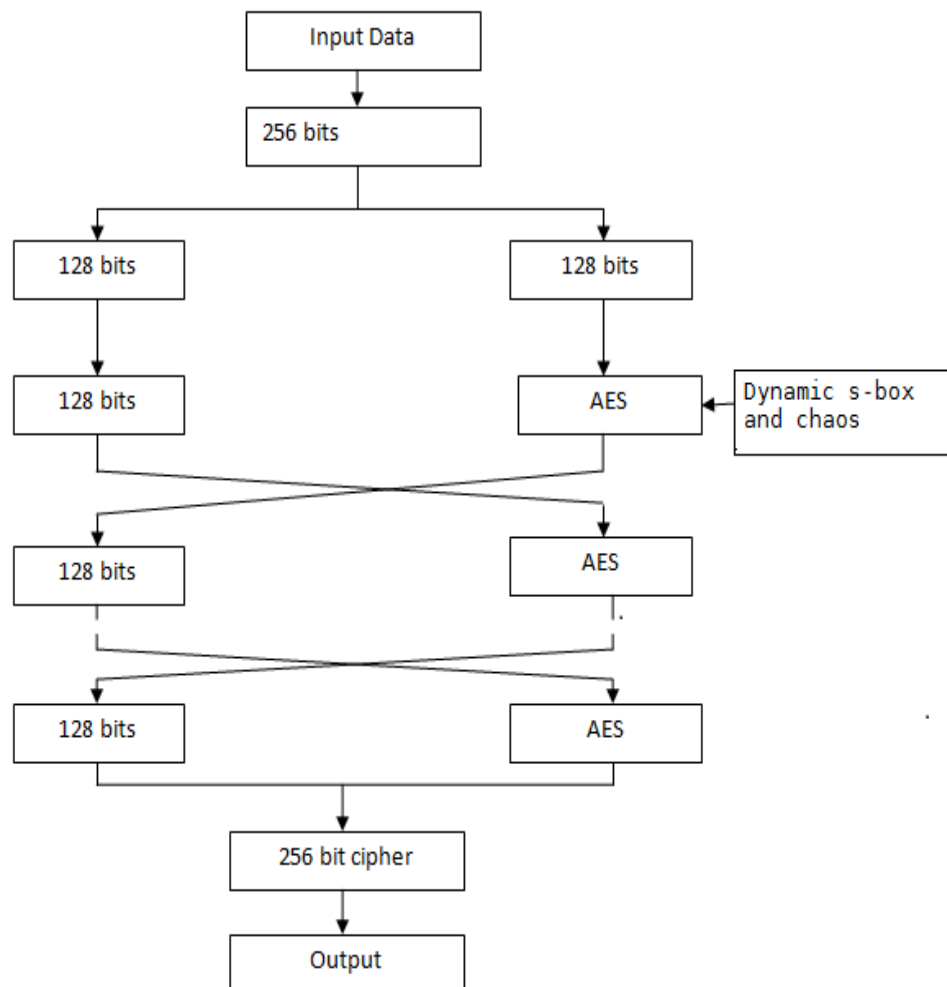 Input Data
256 bits
128 bits
128 bits
128 bits
AES
Dynamic s-box
and chaos
128 bits
AES
128 bits
AES
256 bit cipher
Output